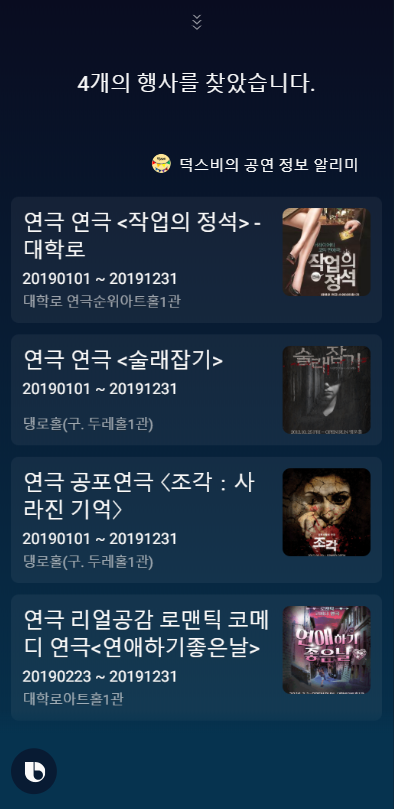 4개의 행사를 찾았습니다.
덕스비의 공연 정보 알리미
연극 연극 <작업의 정석> -
대학로
20190101 ~ 20191231
대학로 연극순위아트홀1관
작업의
정석
연극 연극 <술래잡기>
20190101 ~ 20191231
댕로홀(구. 두레홀1관)
술래잡기
연극 공포연극 〈조각 : 사
라진 기억〉
20190101 ~ 20191231
댕로홀(구. 두레홀1관)
조각
연극 리얼공감 로맨틱 코메
디 연극<연애하기좋은날>
20190223 ~ 20191231
대학로아트홀1관
연애하기
좋은날